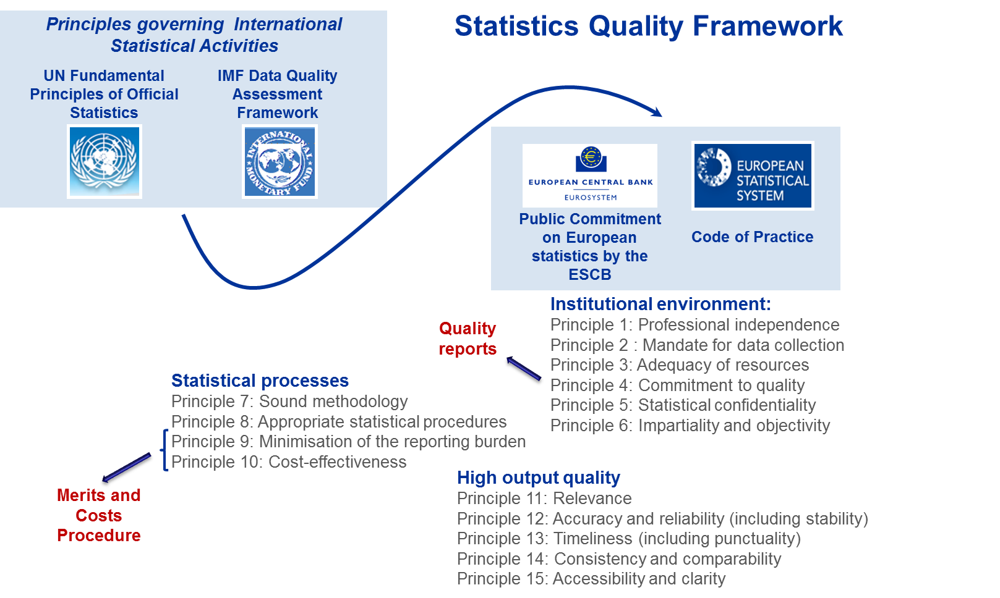 Principles governing International
Statistical Activities
Statistics Quality Framework
UN Fundamental
Principles of Official
Statistics
IMF Data Quality
Assessment
Framework
INTERNATIONAL
MONETARY FUND
EUROPEAN CENTRAL BANK
EUROSYSTEM
EUROPEAN
STATISTICAL
SYSTEM
Public Commitment
on European
statistics by the
ESCB
Code of Practice
Institutional environment:
Principle 1: Professional independence
Principle 2 : Mandate for data collection
Principle 3: Adequacy of resources
Principle 4: Commitment to quality
Principle 5: Statistical confidentiality
Principle 6: Impartiality and objectivity
Quality
reports
Statistical processes
Principle 7: Sound methodology
Principle 8: Appropriate statistical procedures
Principle 9: Minimisation of the reporting burden
Principle 10: Cost-effectiveness
Merits and
Costs
Procedure
High output quality
Principle 11: Relevance
Principle 12: Accuracy and reliability (including stability)
Principle 13: Timeliness (including punctuality)
Principle 14: Consistency and comparability
Principle 15: Accessibility and clarity